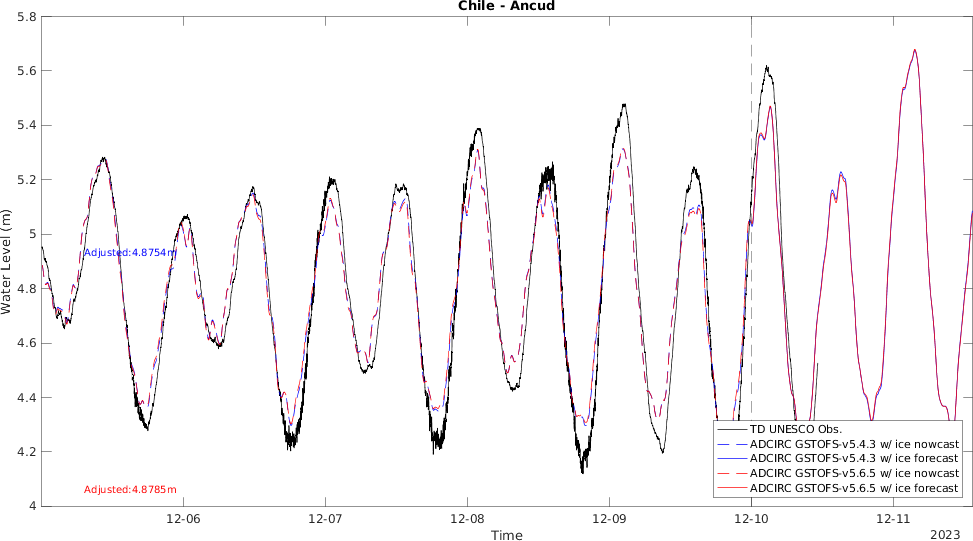 Chile - Ancud
5.8
5.6
5.4
5.2
5
4.8
4.6
4.4
4.2
4
Water Level (m)
Adjusted:4.8754m
Adjusted:4.8785m
TD UNESCO Obs.
ADCIRC GSTOFS-v5.4.3 w/ ice nowcast
ADCIRC GSTOFS-v5.4.3 w/ ice forecast
ADCIRC GSTOFS-v5.6.5 w/ ice nowcast
ADCIRC GSTOFS-v5.6.5 w/ ice forecast
12-06
12-07
12-08
12-09
12-10
12-11
Time
2023